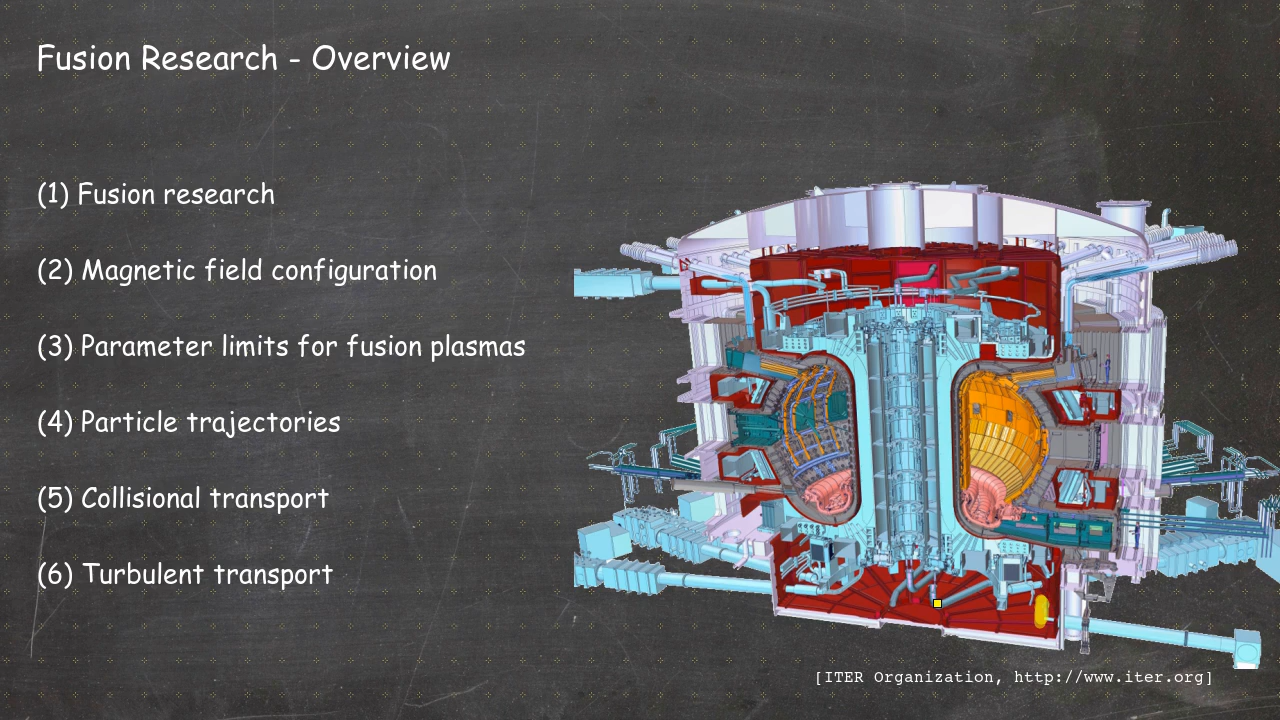 Fusion Research - Overview
(1) Fusion research
(2) Magnetic field configuration
(3) Parameter limits for fusion plasmas
(4) Particle trajectories
(5) Collisional transport
(6) Turbulent transport
[ITER Organization, http://www.iter.org]